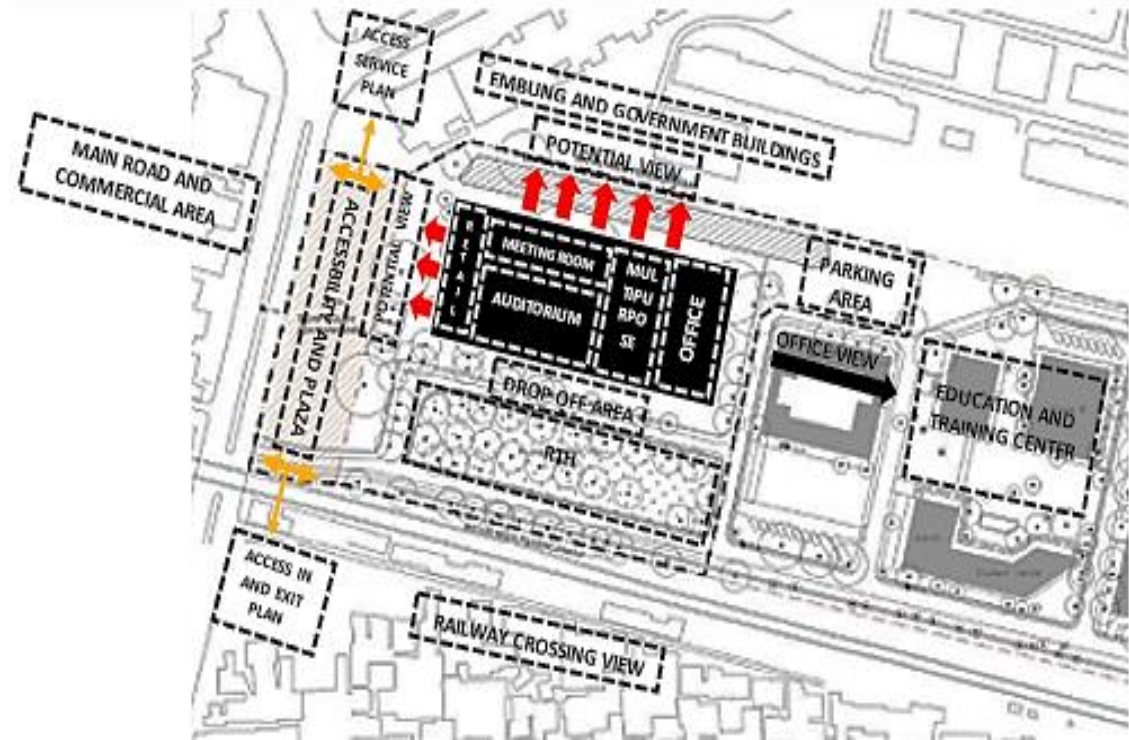 ACCESS
SERVICE
PLAN
EMBUNG AND GOVERNMENT BUILDINGS
POTENTIAL VIEW
MAIN ROAD AND
COMMERCIAL AREA
ACCESSBILITY AND PLAZA
POTENTIAL VIEW
RETAIL
MEETING ROOM
AUDITORIUM
MUL
TIPU
RPO
SE
OFFICE
PARKING
AREA
OFFICE VIEW
EDUCATION AND
TRAINING CENTER
DROP OFF AREA
RTH
ACCESS IN
AND EXIT
PLAN
RAILWAY CROSSING VIEW